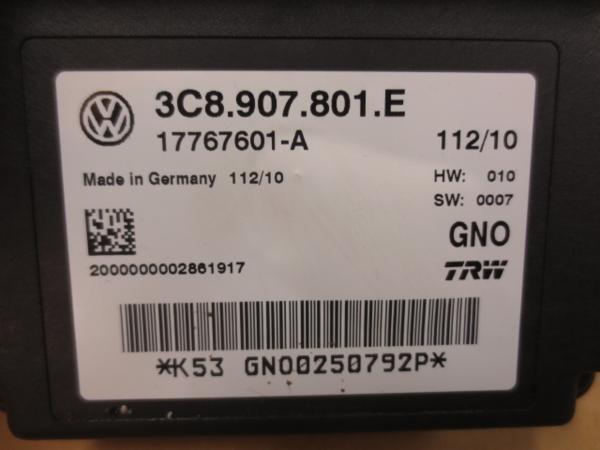 3C8.907.801.E
17767601-A 112/10
Made in Germany 112/10 HW: 010
SW: 0007
GNO
2000000002861917 TRW
*K53 GNO0250792P*